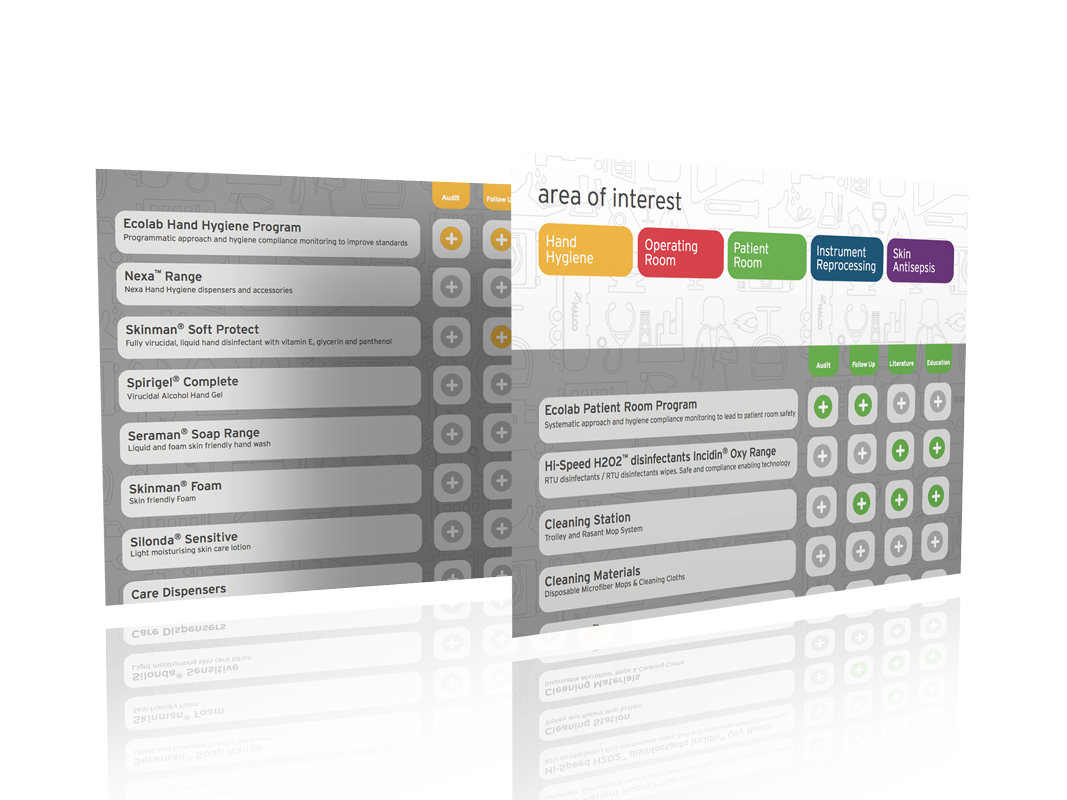 Audit
Follow U
Ecolab Hand Hygiene Program
Programmatic approach and hygiene compliance monitoring to improve standards
Nexa™ Range
Nexa Hand Hygiene dispensers and accessories
Skinman® Soft Protect
Fully virucidal, liquid hand disinfectant with vitamin E, glycerin and panthenol
Spirigel® Complete
Virucidal Alcohol Hand Gel
Seraman® Soap Range
Liquid and foam skin friendly hand wash
Skinman® Foam
Skin friendly Foam
Silonda® Sensitive
Light moisturising skin care lotion
Care Dispensers
area of interest
Hand
Hygiene
Operating
Room
Patient
Room
Instrument
Reprocessing
Skin
Antisepsis
Audit
Follow Up
Literature
Education
Ecolab Patient Room Program
Systematic approach and hygiene compliance monitoring to lead to patient room safety
Hi-Speed H2O2™ disinfectants Incidin® Oxy Range
RTU disinfectants / RTU disinfectants wipes. Safe and compliance enabling technology
Cleaning Station
Trolley and Rasant Mop System
Cleaning Materials
Disposable Microfiber Mops & Cleaning Cloths